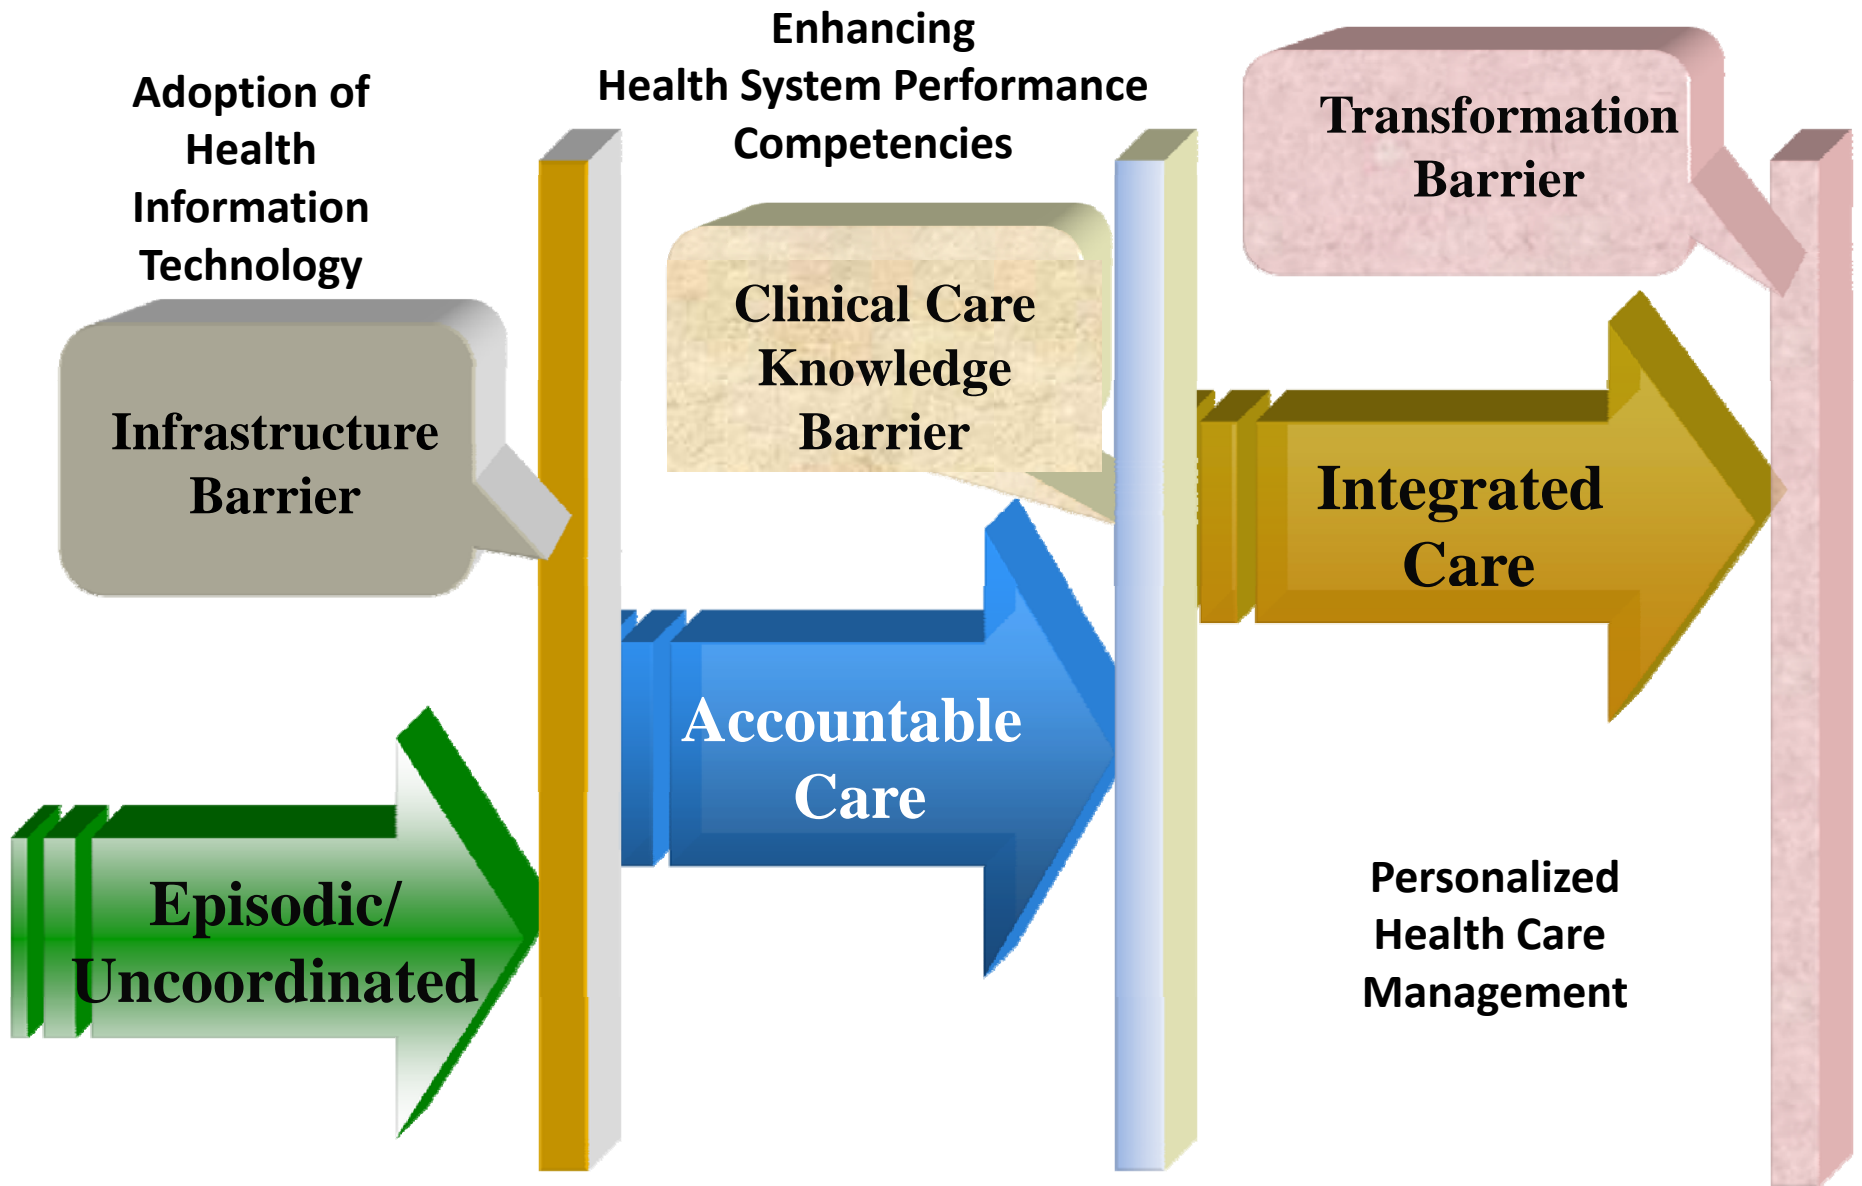 Adoption of
Health
Information
Technology
Infrastructure
Barrier
Episodic/
Uncoordinated
Enhancing
Health System Performance
Competencies
Clinical Care
Knowledge
Barrier
Accountable
Care
Transformation
Barrier
Integrated
Care
Personalized
Health Care
Management